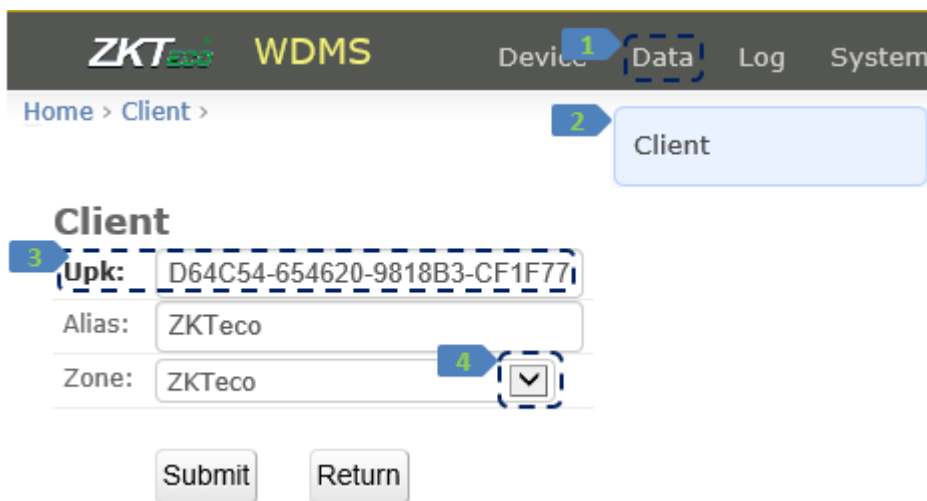 ZKTeco WDMS Device 1 Data Log System
Home > Client >
2
Client
Client
3
Upk: D64C54-654620-9818B3-CF1F77
Alias: ZKTeco
4
Zone: ZKTeco
Submit Return